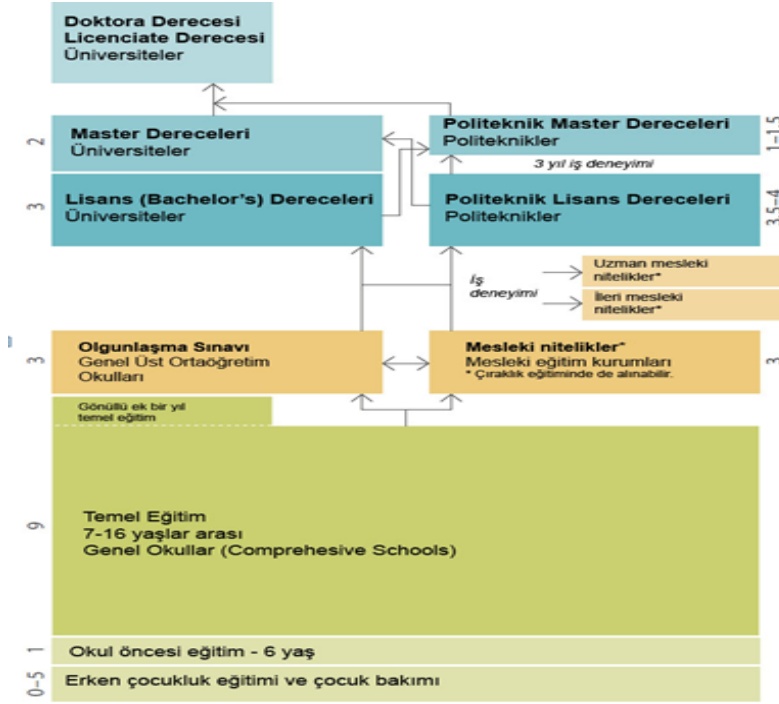 Doktora Derecesi
Licenciate Derecesi
Üniversiteler
2
Master Dereceleri
Üniversiteler
Politeknik Master Dereceleri
Politeknikler
1–1.5
3 yıl iş deneyimi
3
Lisans (Bachelor's) Dereceleri
Üniversiteler
Politeknik Lisans Dereceleri
Politeknikler
3.5–4
İş
deneyimi
Uzman mesleki
nitelikler*
İleri mesleki
nitelikler*
3
Olgunlaşma Sınavı
Genel Üst Ortaöğretim
Okulları
Mesleki nitelikler*
Mesleki eğitim kurumları
* Çıraklık eğitiminde de alınabilir.
3
Gönüllü ek bir yıl
temel eğitim
9
Temel Eğitim
7-16 yaşlar arası
Genel Okullar (Comprehesive Schools)
1
Okul öncesi eğitim - 6 yaş
0–5
Erken çocukluk eğitimi ve çocuk bakımı